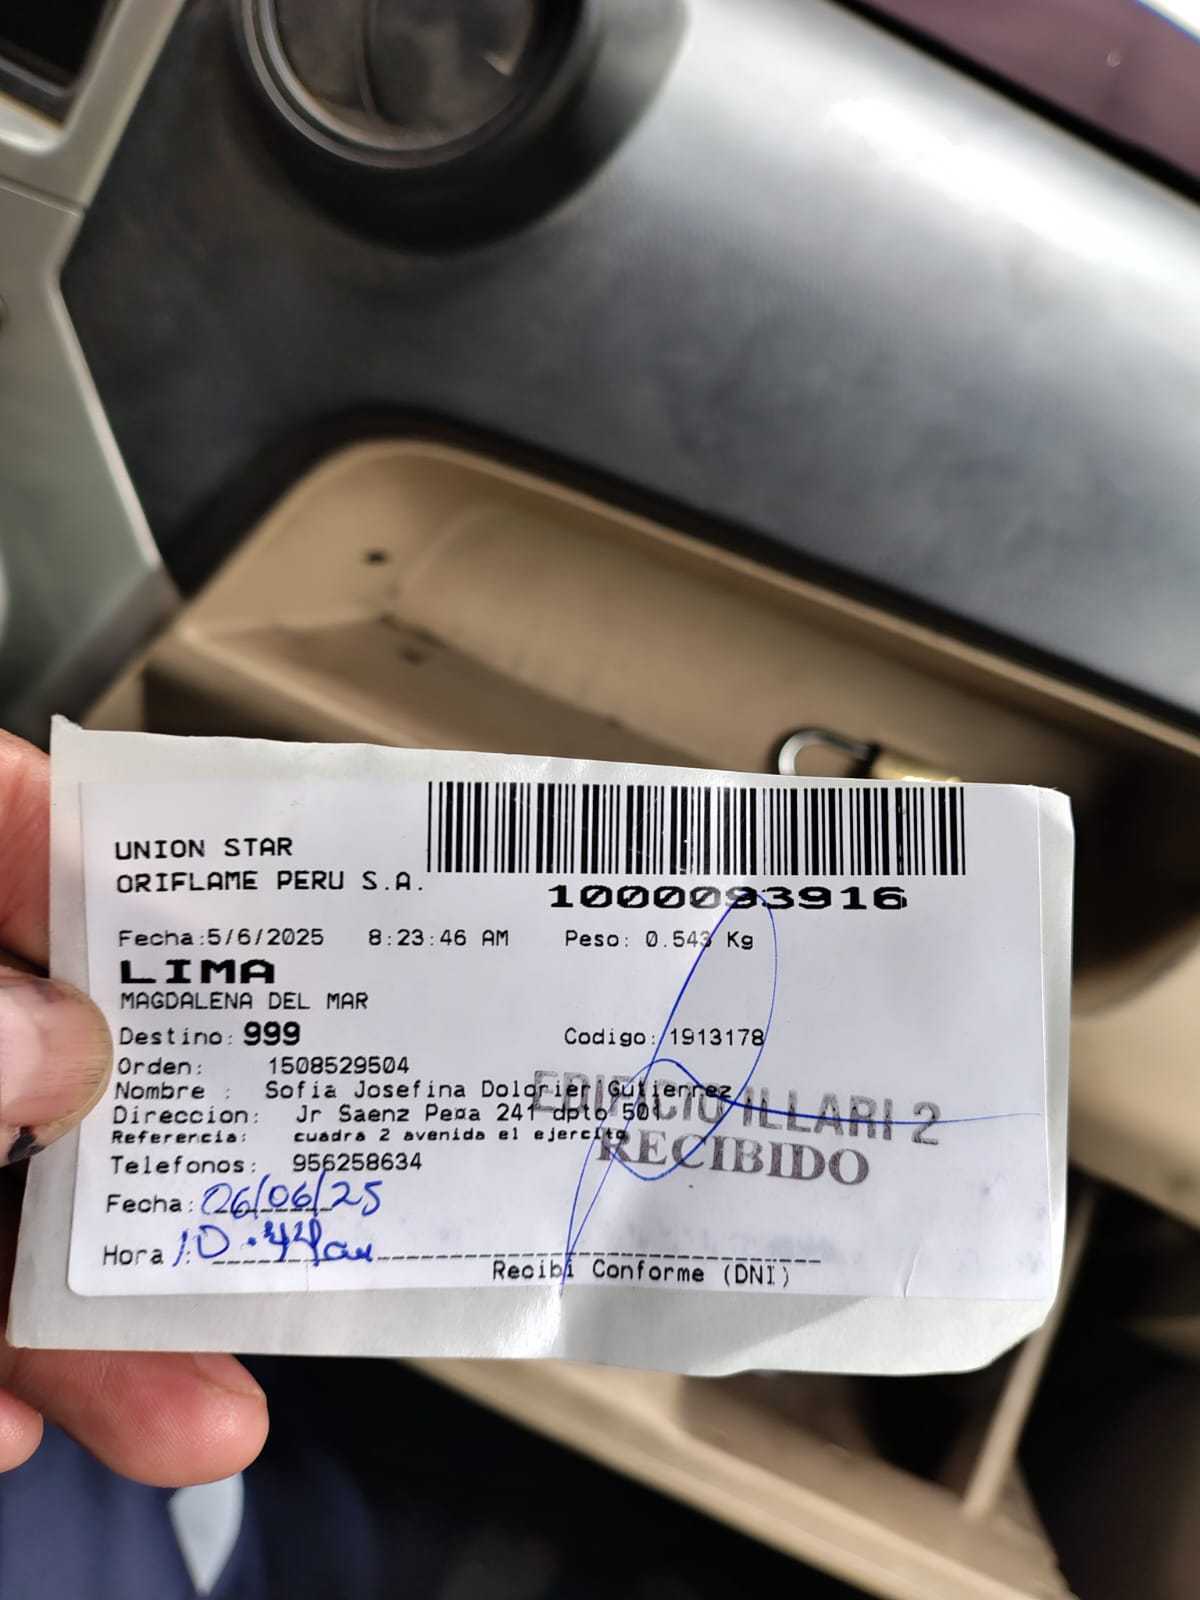 UNION STAR
ORIFLAME PERU S.A.
1000093916
Fecha:5/6/2025 8:23:46 AM Peso: 0.543 Kg
LIMA
MAGDALENA DEL MAR
Destino: 999 Codigo: 1913178
Orden: 1508529504
Nombre : Sofia Josefina Dolorier Gutierrez
Direccion: Jr Saenz Pena 241 dpto 501
EDIFICIO ILLARI 2
Referencia: cuadra 2 avenida el ejercito
RECIBIDO
Telefonos: 956258634
Fecha: 06/06/25
Hora : 10:44am
Recibi Conforme (DNI)